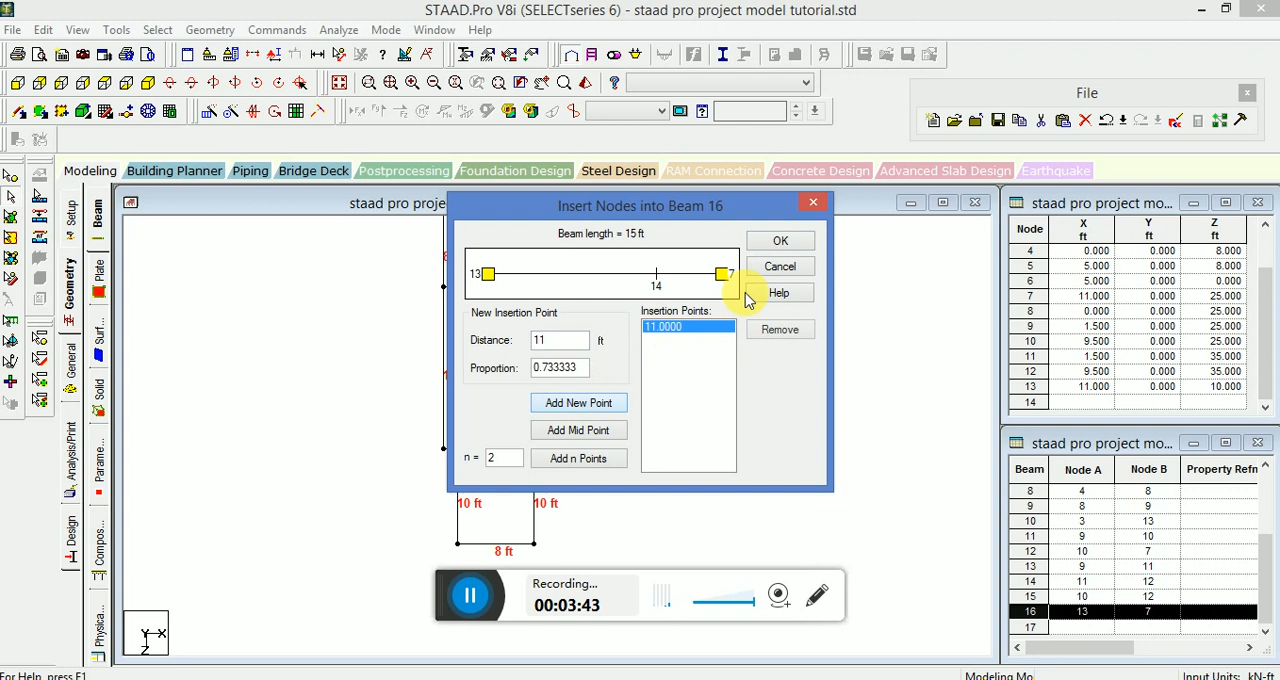 STAAD.Pro V8i (SELECTseries 6) - staad pro project model tutorial.std
File Edit View Tools Select Geometry Commands Analyze Mode Window Help
File
Modeling Building Planner Piping Bridge Deck Postprocessing Foundation Design Steel Design RAM Connection Concrete Design Advanced Slab Design Earthquake
Setup
Geometry
General
Analysis/Print
Design
Beam
Plate
Surf...
Solid
Parame...
Compos...
Physica...
staad pro projec
10 ft 10 ft
8 ft
Insert Nodes into Beam 16
Beam length = 15 ft
13 7
14
OK
Cancel
Help
Remove
New Insertion Point
Distance: 11 ft
Proportion: 0.733333
Add New Point
Add Mid Point
n = 2 Add n Points
Insertion Points:
11.0000
Recording...
00:03:43
staad pro project mo...
Node X ft Y ft Z ft
4 0.000 0.000 8.000
5 5.000 0.000 8.000
6 5.000 0.000 0.000
7 11.000 0.000 25.000
8 0.000 0.000 25.000
9 1.500 0.000 25.000
10 9.500 0.000 25.000
11 1.500 0.000 35.000
12 9.500 0.000 35.000
13 11.000 0.000 10.000
14
staad pro project mo...
Beam Node A Node B Property Refn
8 4 8
9 8 9
10 3 13
11 9 10
12 10 7
13 9 11
14 11 12
15 10 12
16 13 7
17
Y X
Z
For Help, press F1
Modeling Mo
Input Units: kN-ft